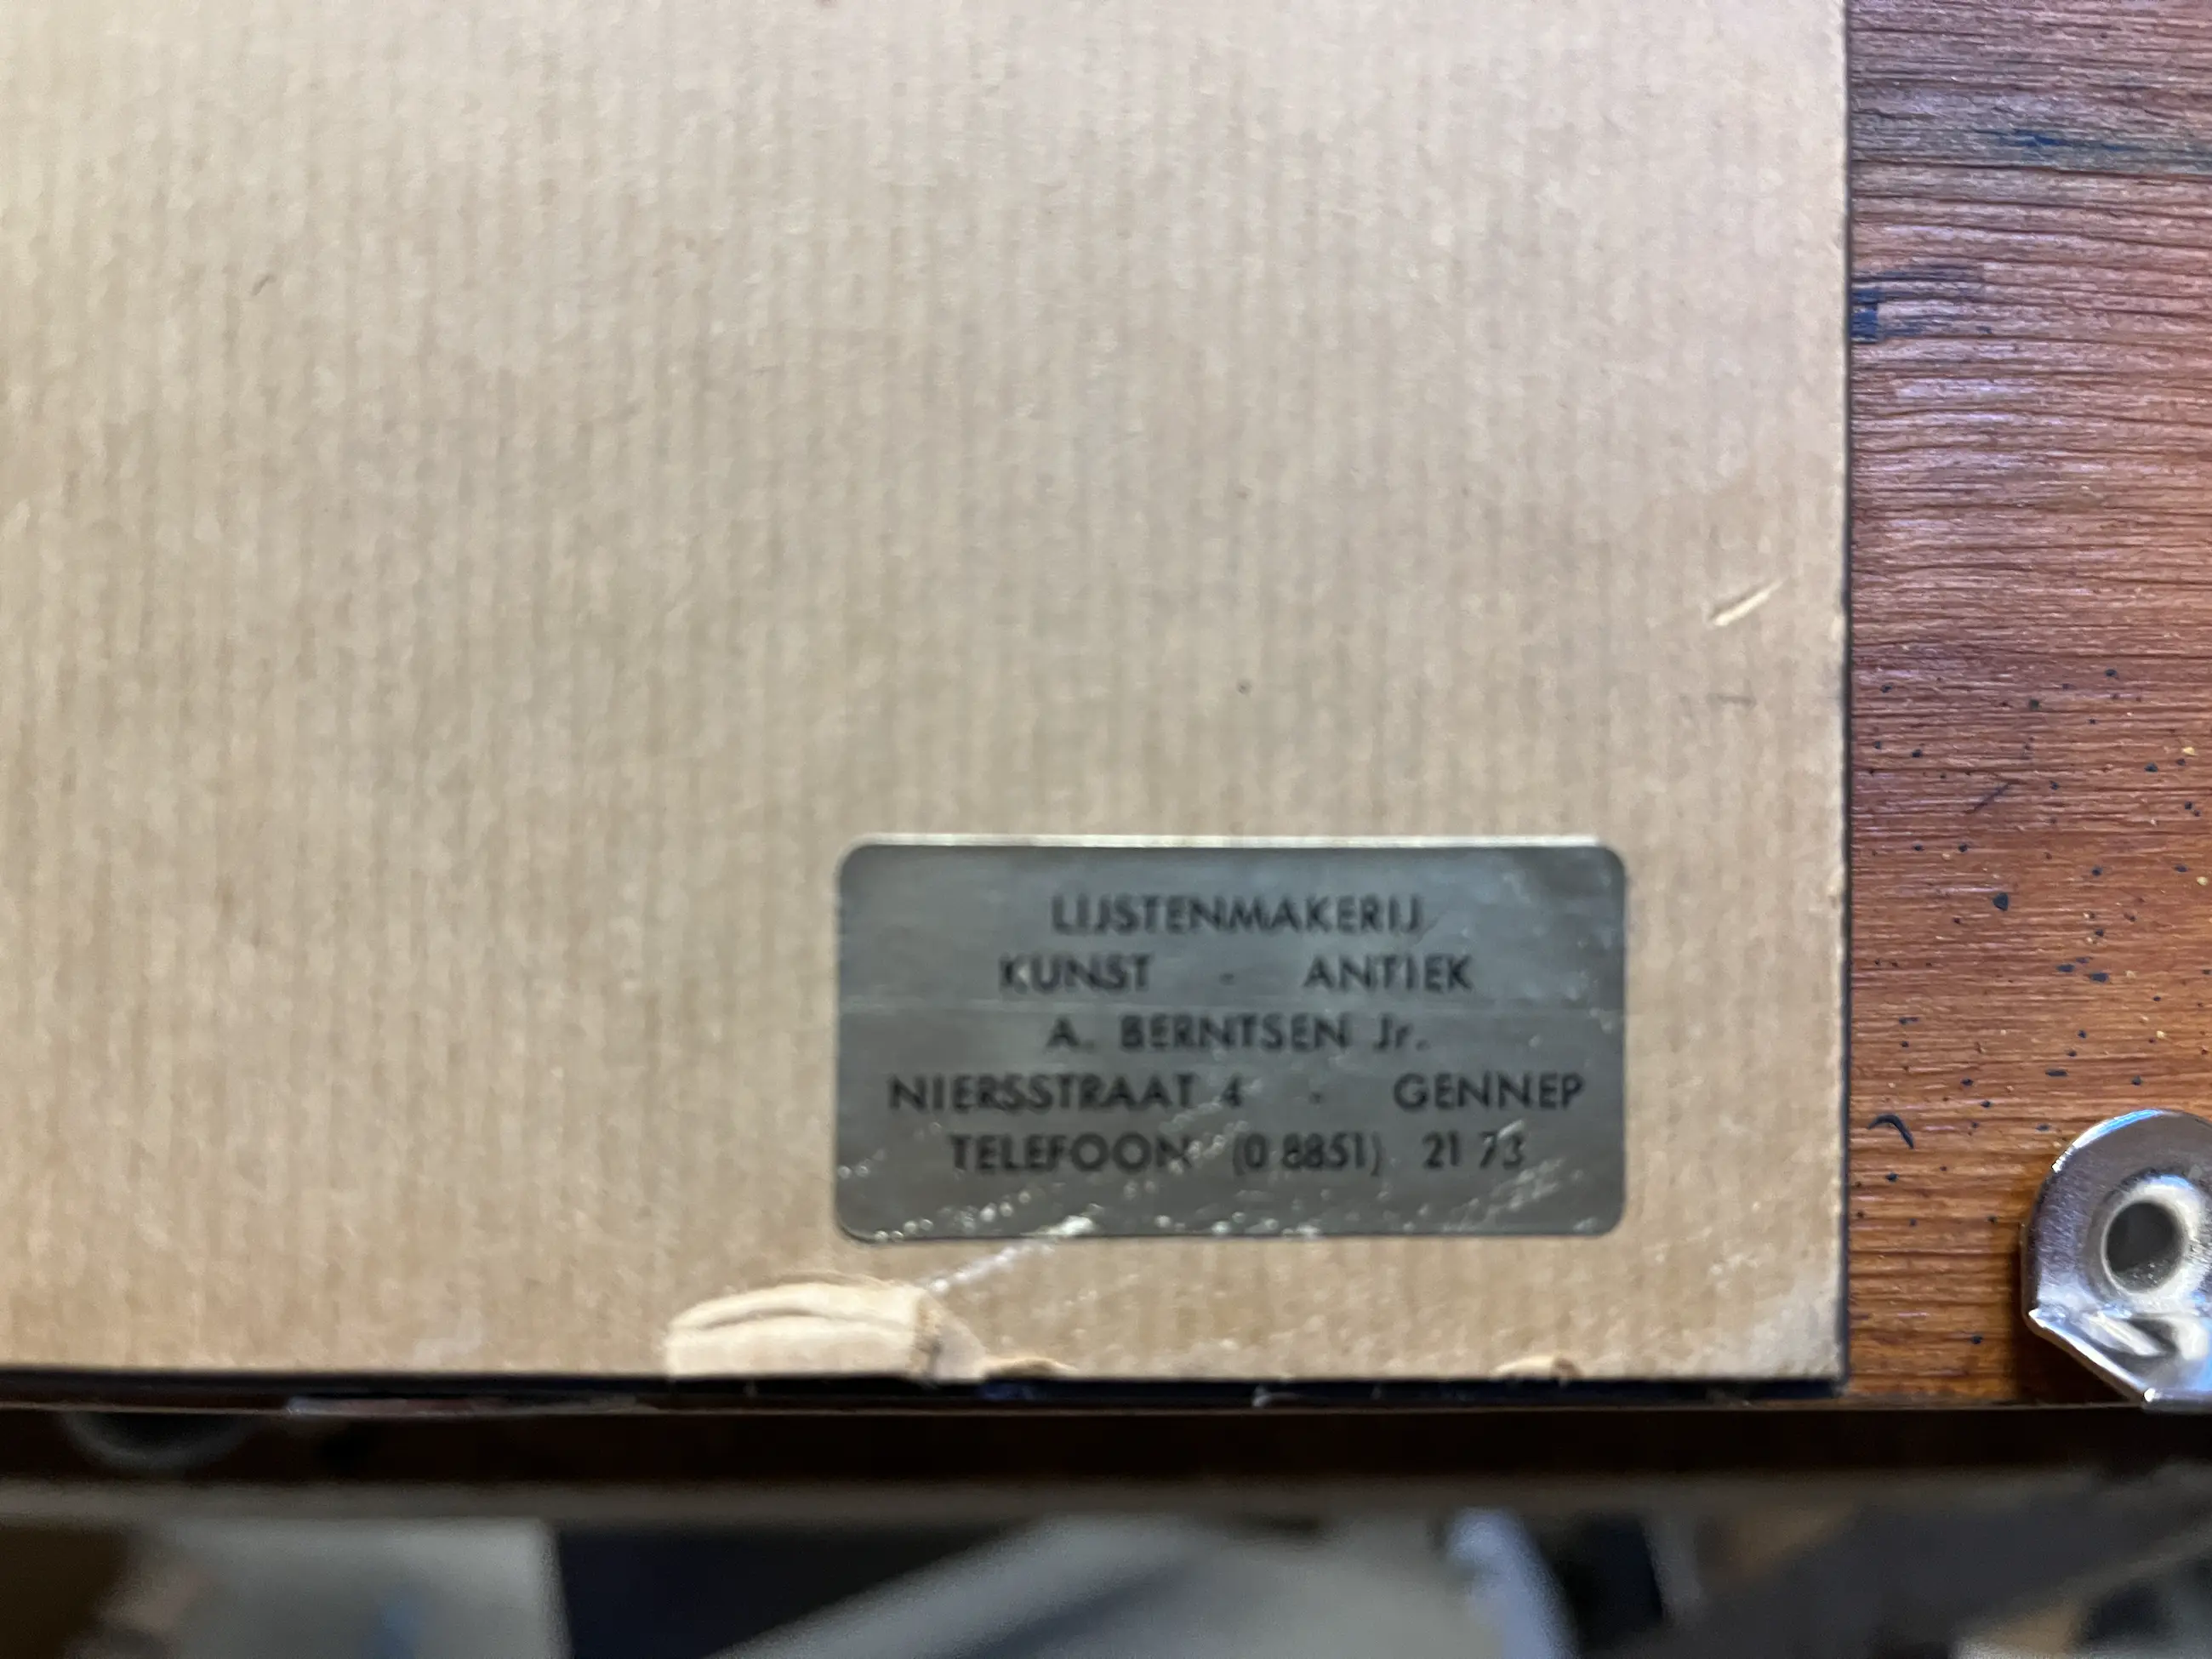 LIJSTENMAKERIJ
KUNST - ANTIEK
A. BERNTSEN Jr.
NIERSSTRAAT 4 - GENNEP
TELEFOON (0 8851) 21 73